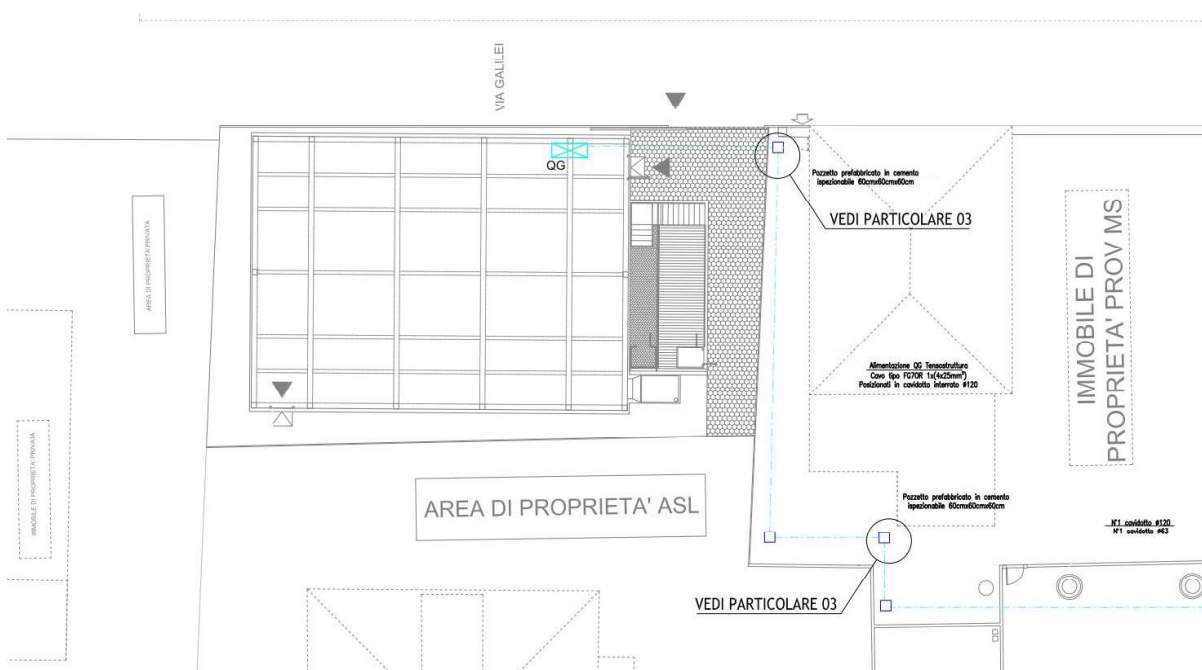 VIA GALILEI
QG
Pozzetto prefabbricato in cemento
ispezionabile 60cmx60cmx60cm
VEDI PARTICOLARE 03
AREA DI PROPRIETA' PRIVATA
IMMOBILE DI
PROPRIETA' PROV MS
Alimentazione QG Tensostruttura
Cavo tipo FG7OR 1x(4x25mm²)
Posizionati in cavidotto interrato ø120
IMMOBILE DI PROPRIETA' PRIVATA
AREA DI PROPRIETA' ASL
Pozzetto prefabbricato in cemento
ispezionabile 60cmx60cmx60cm
N°1 cavidotto ø120
N°1 cavidotto ø63
VEDI PARTICOLARE 03